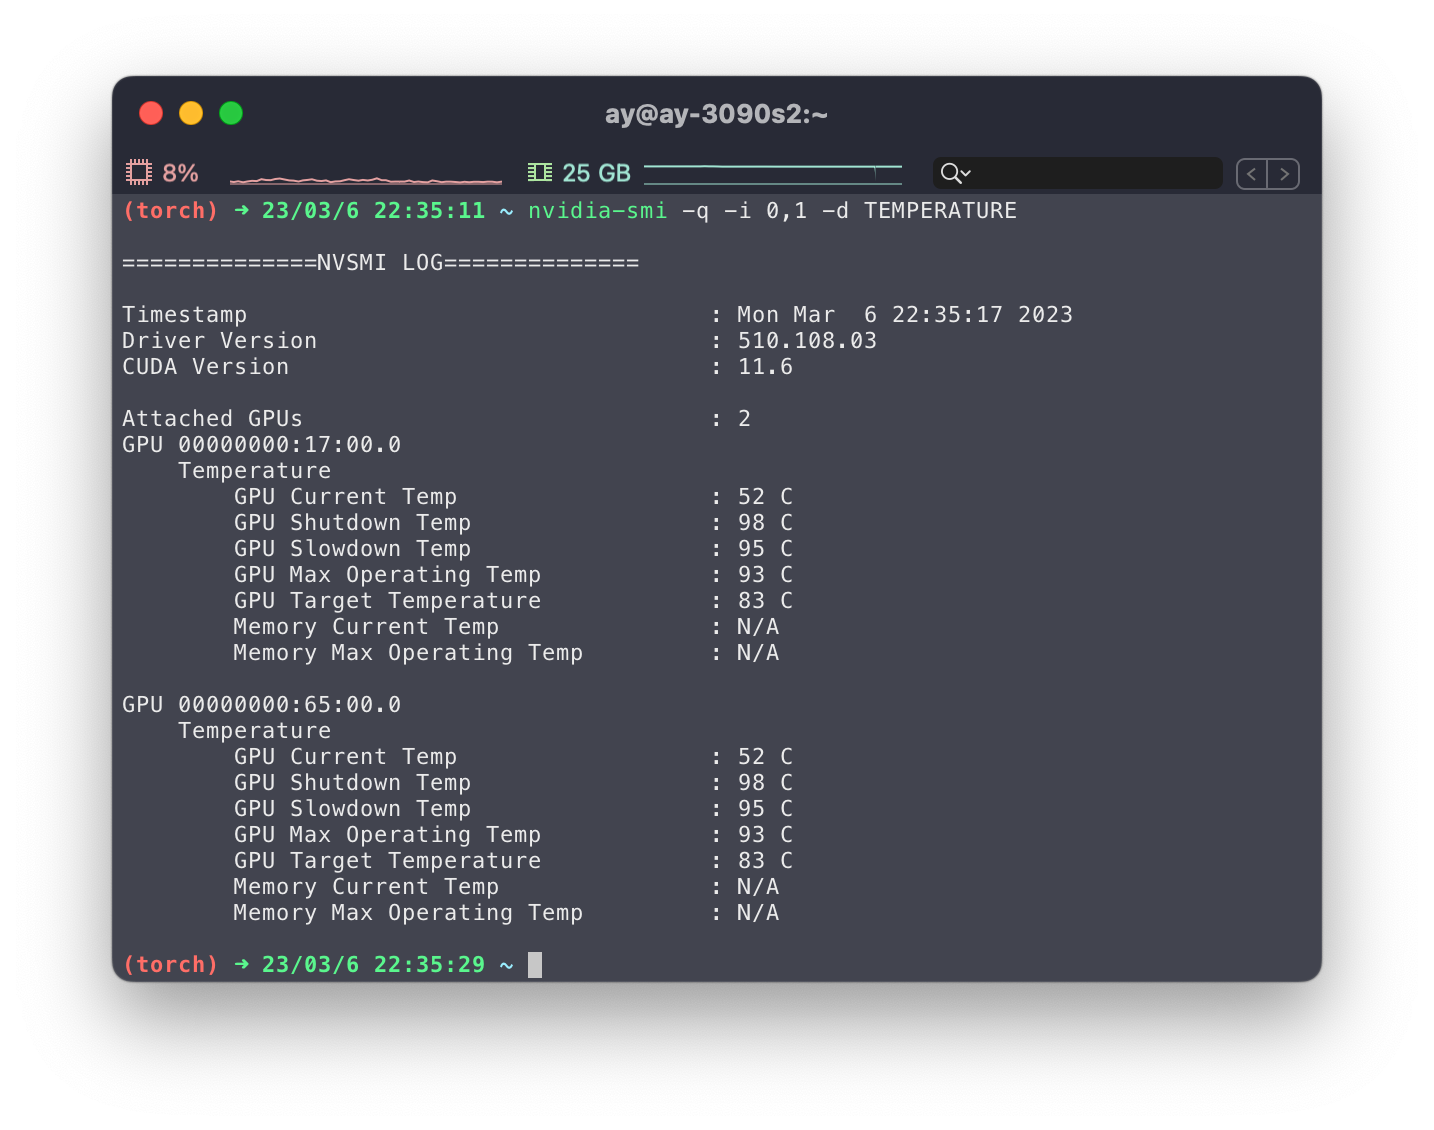 ay@ay-3090s2:~
8% 25 GB
(torch) ➜ 23/03/6 22:35:11 ~ nvidia-smi -q -i 0,1 -d TEMPERATURE
==============NVSMI LOG==============
Timestamp                                 : Mon Mar  6 22:35:17 2023
Driver Version                            : 510.108.03
CUDA Version                              : 11.6
Attached GPUs                             : 2
GPU 00000000:17:00.0
    Temperature
        GPU Current Temp                  : 52 C
        GPU Shutdown Temp                 : 98 C
        GPU Slowdown Temp                 : 95 C
        GPU Max Operating Temp            : 93 C
        GPU Target Temperature            : 83 C
        Memory Current Temp               : N/A
        Memory Max Operating Temp         : N/A
GPU 00000000:65:00.0
    Temperature
        GPU Current Temp                  : 52 C
        GPU Shutdown Temp                 : 98 C
        GPU Slowdown Temp                 : 95 C
        GPU Max Operating Temp            : 93 C
        GPU Target Temperature            : 83 C
        Memory Current Temp               : N/A
        Memory Max Operating Temp         : N/A
(torch) ➜ 23/03/6 22:35:29 ~